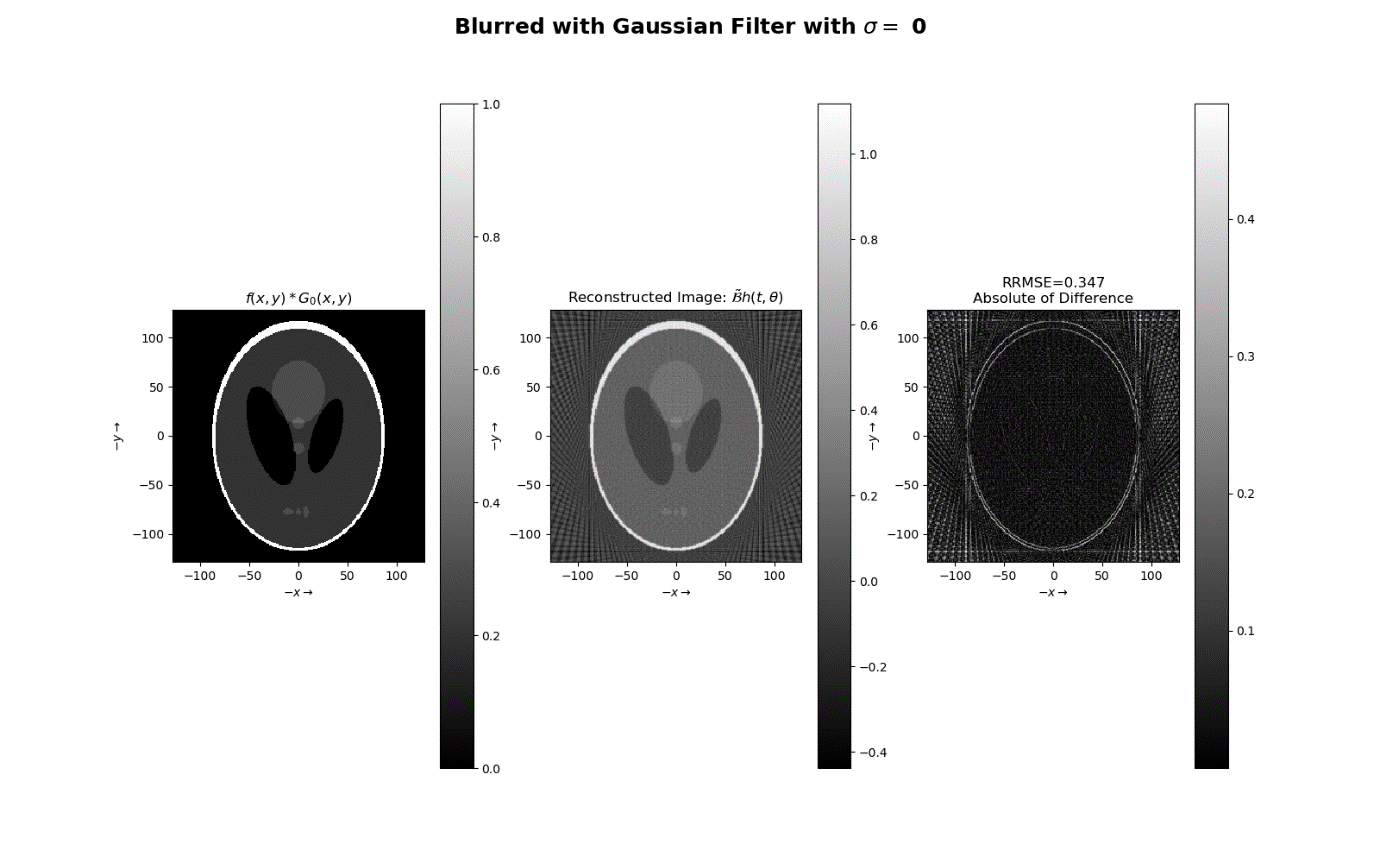 Blurred with Gaussian Filter with σ = 0
f(x, y) * G₀(x, y)
100
50
0
−50
−100
−y→
−100 −50 0 50 100
−x→
1.0
0.8
0.6
0.4
0.2
0.0
Reconstructed Image: B̃h(t, θ)
100
50
0
−50
−100
−y→
−100 −50 0 50 100
−x→
1.0
0.8
0.6
0.4
0.2
0.0
−0.2
−0.4
RRMSE=0.347
Absolute of Difference
100
50
0
−50
−100
−y→
−100 −50 0 50 100
−x→
0.4
0.3
0.2
0.1